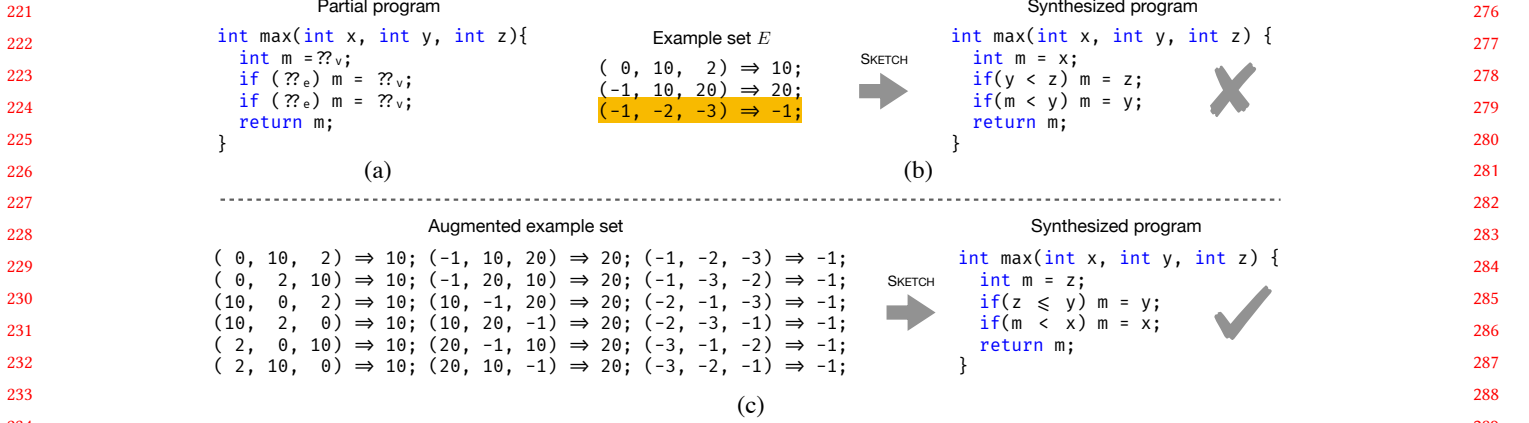 Partial program
Synthesized program
221
276
int max(int x, int y, int z){
Example set E
int max(int x, int y, int z) {
222
277
int m =??ᵥ;
SKETCH
int m = x;
( 0, 10, 2) ⇒ 10;
223
278
if (??ₑ) m = ??ᵥ;
if(y < z) m = z;
(-1, 10, 20) ⇒ 20;
224
279
if (??ₑ) m = ??ᵥ;
(-1, -2, -3) ⇒ -1;
if(m < y) m = y;
return m;
return m;
225
280
}
}
226
281
(a)
(b)
227
282
228
283
Augmented example set
Synthesized program
229
284
( 0, 10, 2) ⇒ 10; (-1, 10, 20) ⇒ 20; (-1, -2, -3) ⇒ -1;
int max(int x, int y, int z) {
( 0, 2, 10) ⇒ 10; (-1, 20, 10) ⇒ 20; (-1, -3, -2) ⇒ -1;
SKETCH
int m = z;
230
285
(10, 0, 2) ⇒ 10; (10, -1, 20) ⇒ 20; (-2, -1, -3) ⇒ -1;
if(z ⩽ y) m = y;
231
286
(10, 2, 0) ⇒ 10; (10, 20, -1) ⇒ 20; (-2, -3, -1) ⇒ -1;
if(m < x) m = x;
( 2, 0, 10) ⇒ 10; (20, -1, 10) ⇒ 20; (-3, -1, -2) ⇒ -1;
return m;
232
287
( 2, 10, 0) ⇒ 10; (20, 10, -1) ⇒ 20; (-3, -2, -1) ⇒ -1;
}
233
288
(c)